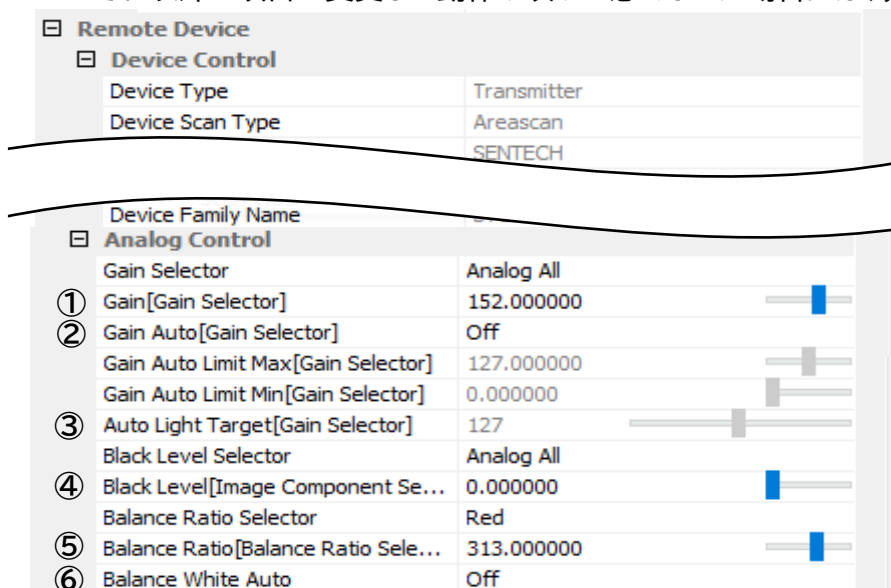 Remote Device
Device Control
Device Type Transmitter
Device Scan Type Areascan
SENTECH
Device Family Name
Analog Control
Gain Selector Analog All
① Gain[Gain Selector] 152.000000
② Gain Auto[Gain Selector] Off
Gain Auto Limit Max[Gain Selector] 127.000000
Gain Auto Limit Min[Gain Selector] 0.000000
③ Auto Light Target[Gain Selector] 127
Black Level Selector Analog All
④ Black Level[Image Component Se... 0.000000
Balance Ratio Selector Red
⑤ Balance Ratio[Balance Ratio Sele... 313.000000
⑥ Balance White Auto Off